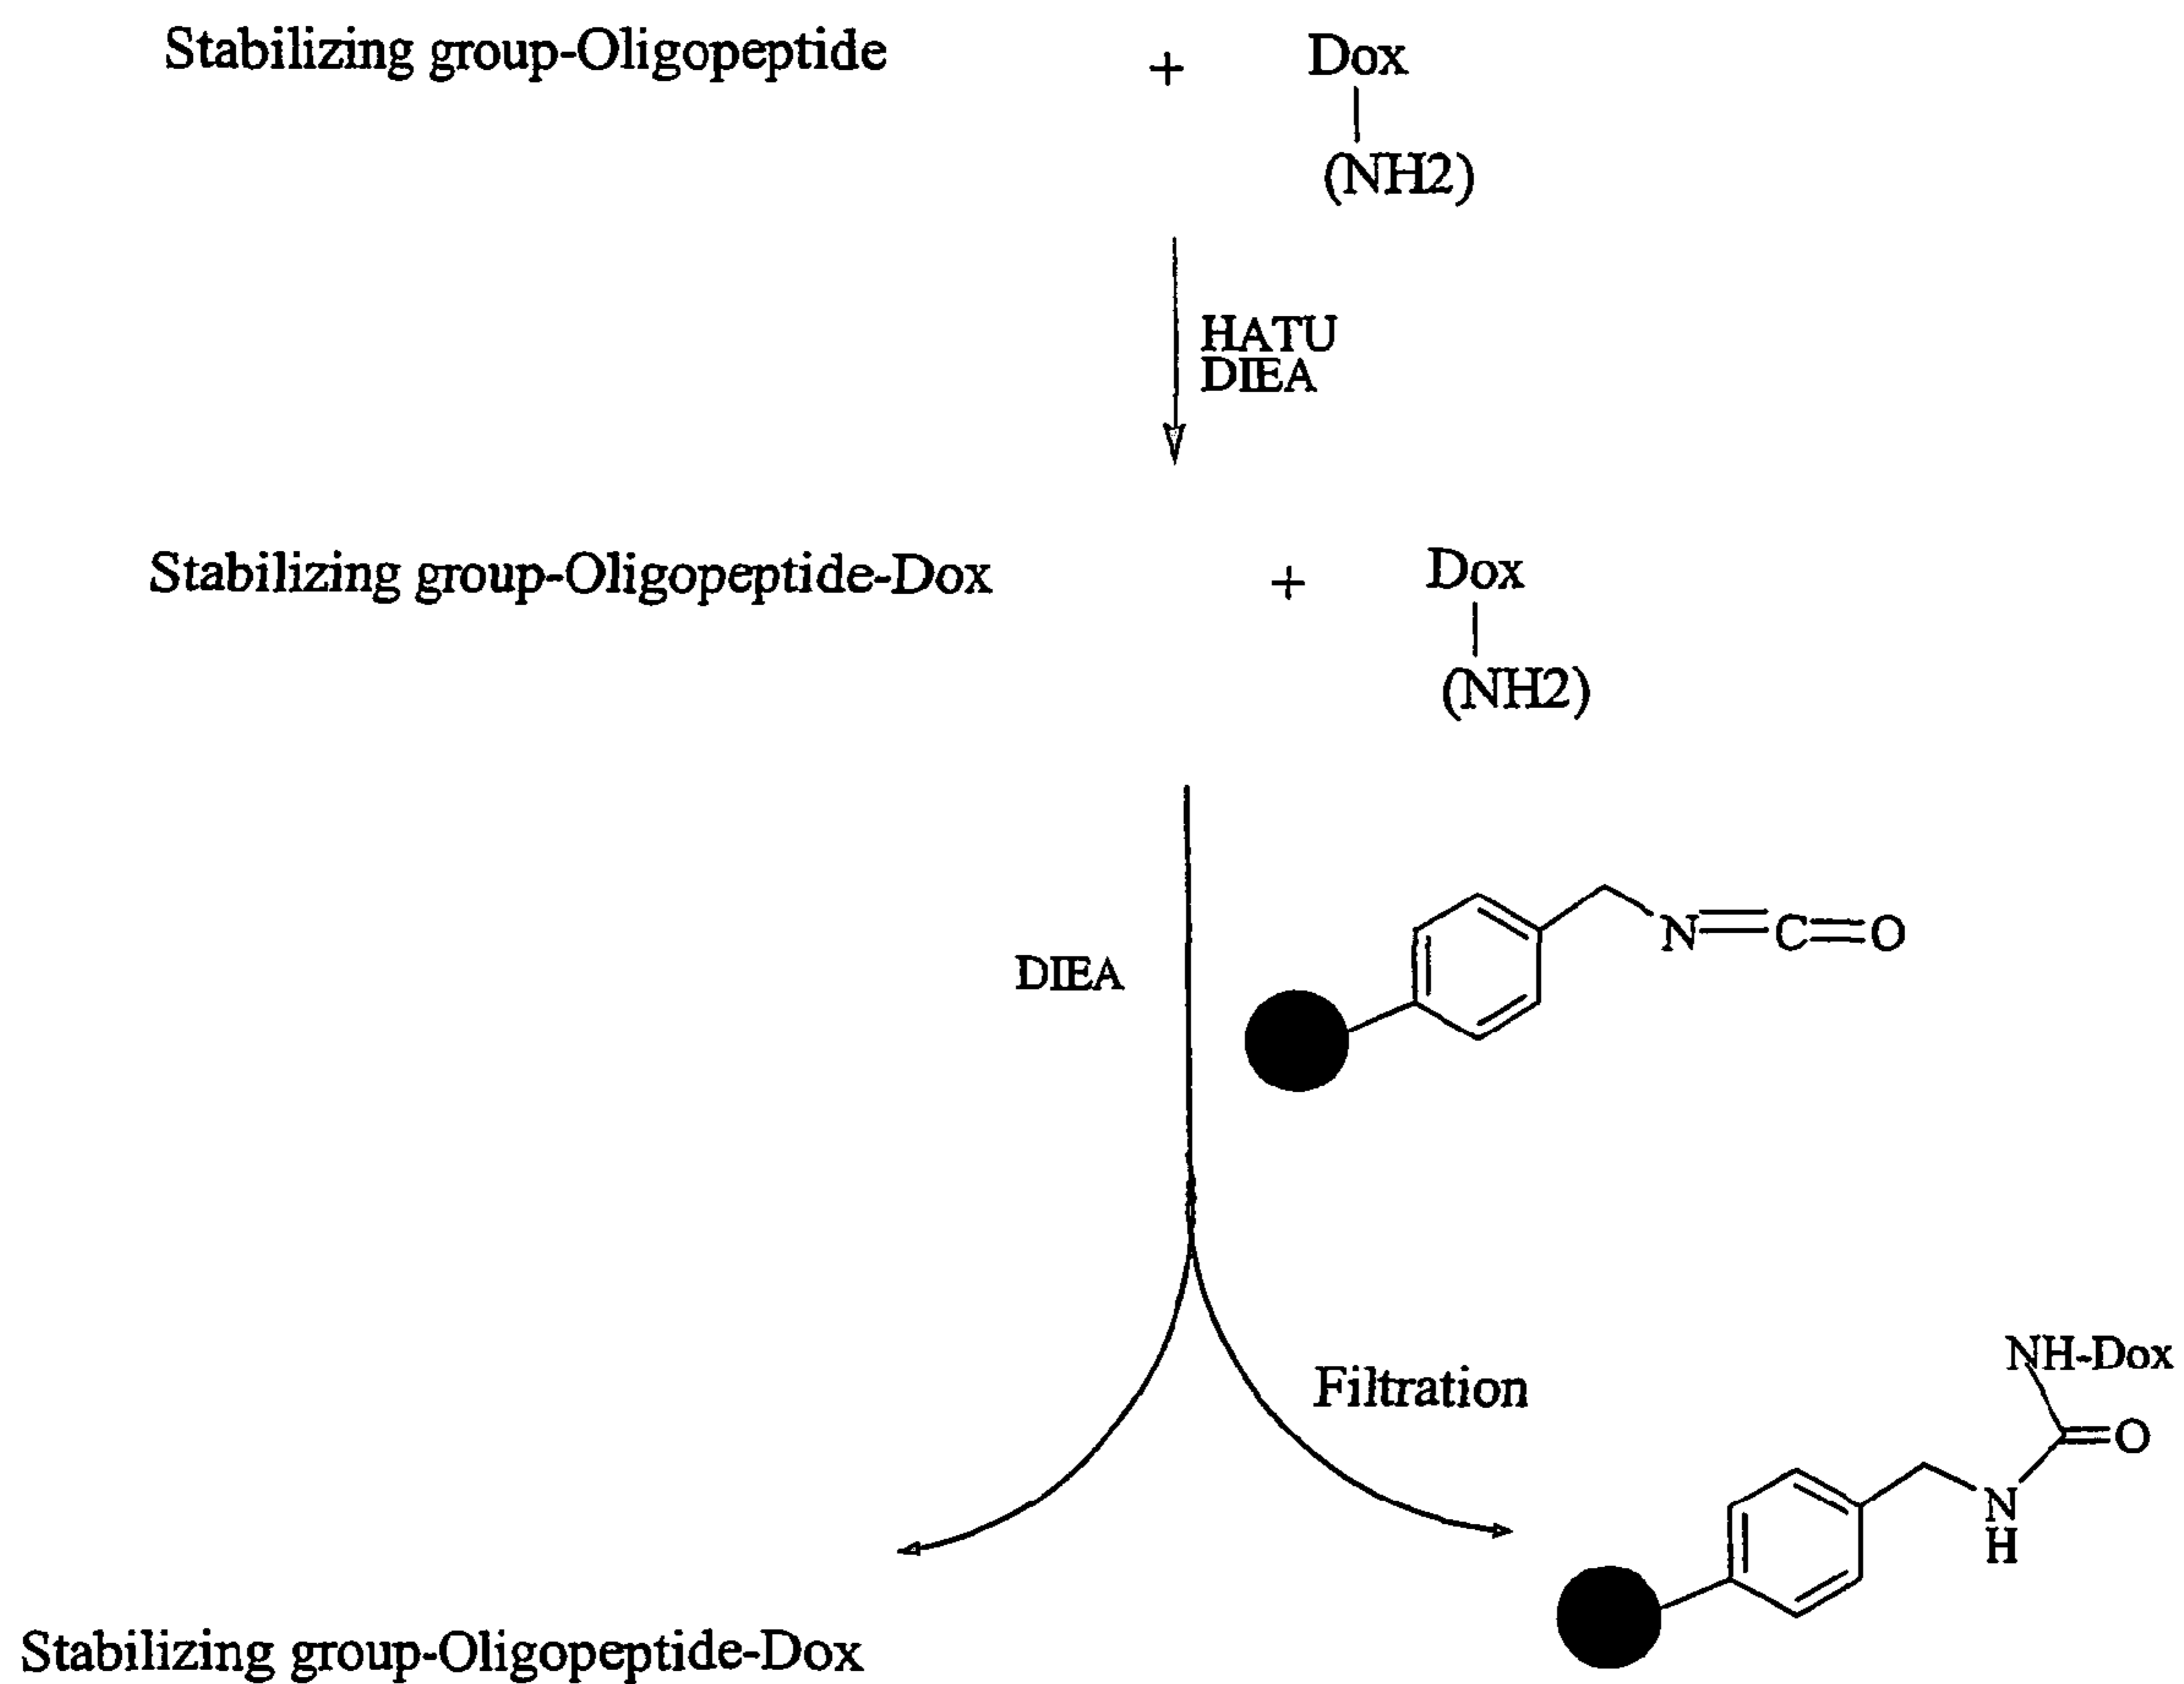 Stabilizing group-Oligopeptide + Dox
(NH2)
HATU
DIEA
Stabilizing group-Oligopeptide-Dox + Dox
(NH2)
N=C=O
DIEA
NH-Dox
Filtration
O
N
H
Stabilizing group-Oligopeptide-Dox